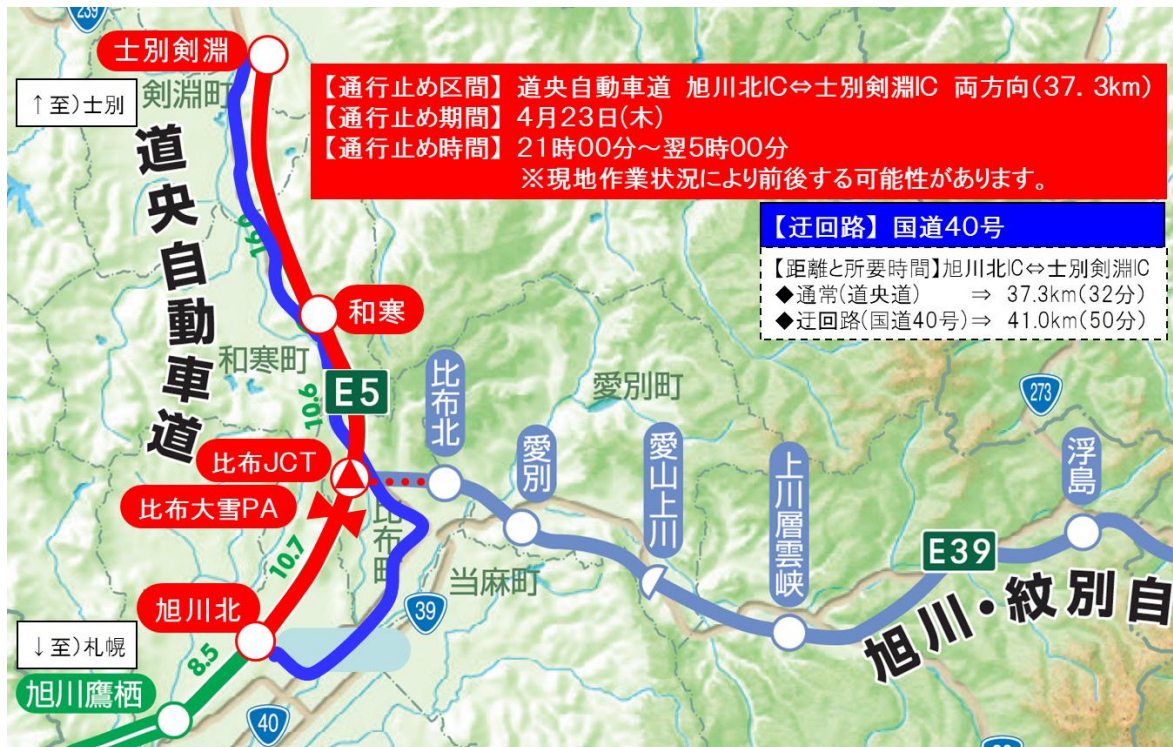 239
士別剣淵
↑至)士別
剣淵町
道央自動車道
【通行止め区間】 道央自動車道 旭川北IC⇔士別剣淵IC 両方向(37.3km)
【通行止め期間】 4月23日(木)
【通行止め時間】 21時00分~翌5時00分
※現地作業状況により前後する可能性があります。
【迂回路】国道40号
【距離と所要時間】旭川北IC⇔士別剣淵IC
◆通常(道央道) ⇒ 37.3km(32分)
◆迂回路(国道40号)⇒ 41.0km(50分)
和寒
和寒町
E5
10.6
比布北
愛別町
273
比布JCT
愛別
愛山上川
上川層雲峡
浮島
比布大雪PA
比布町
10.7
当麻町
E39
旭川北
39
旭川・紋別自
↓至)札幌
8.5
旭川鷹栖
40